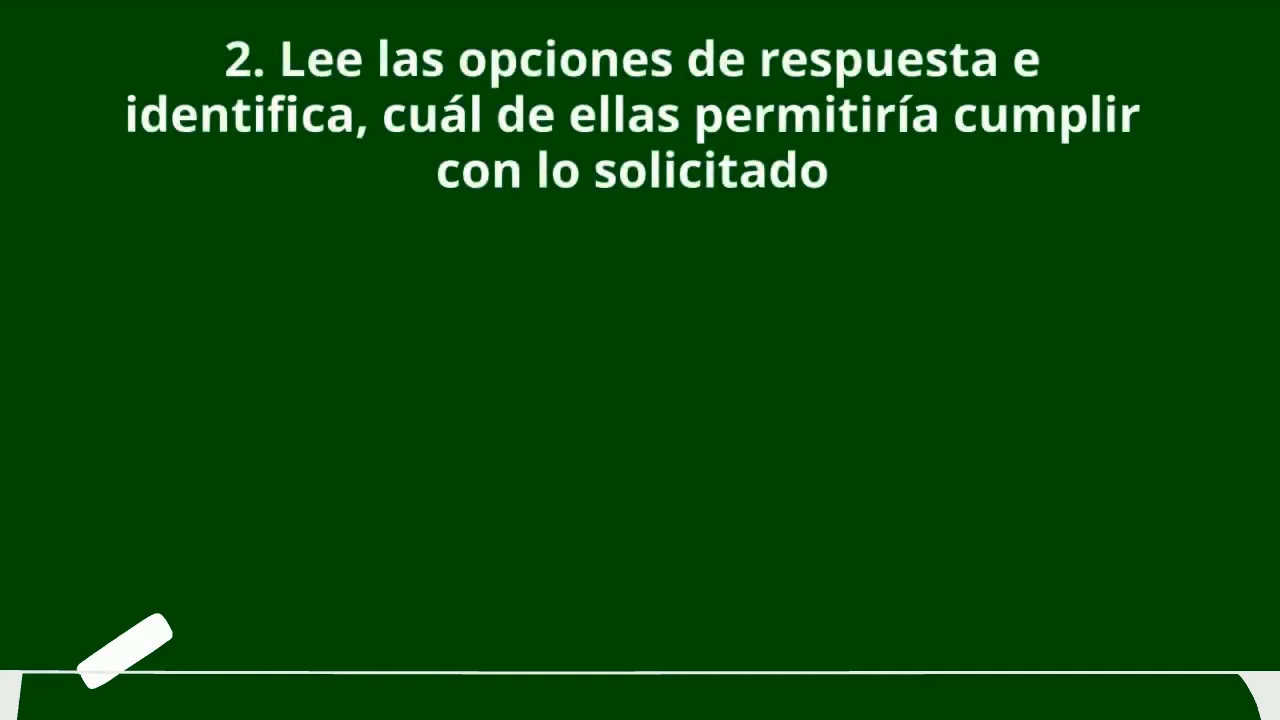 2. Lee las opciones de respuesta e
identifica, cuál de ellas permitiría cumplir
con lo solicitado